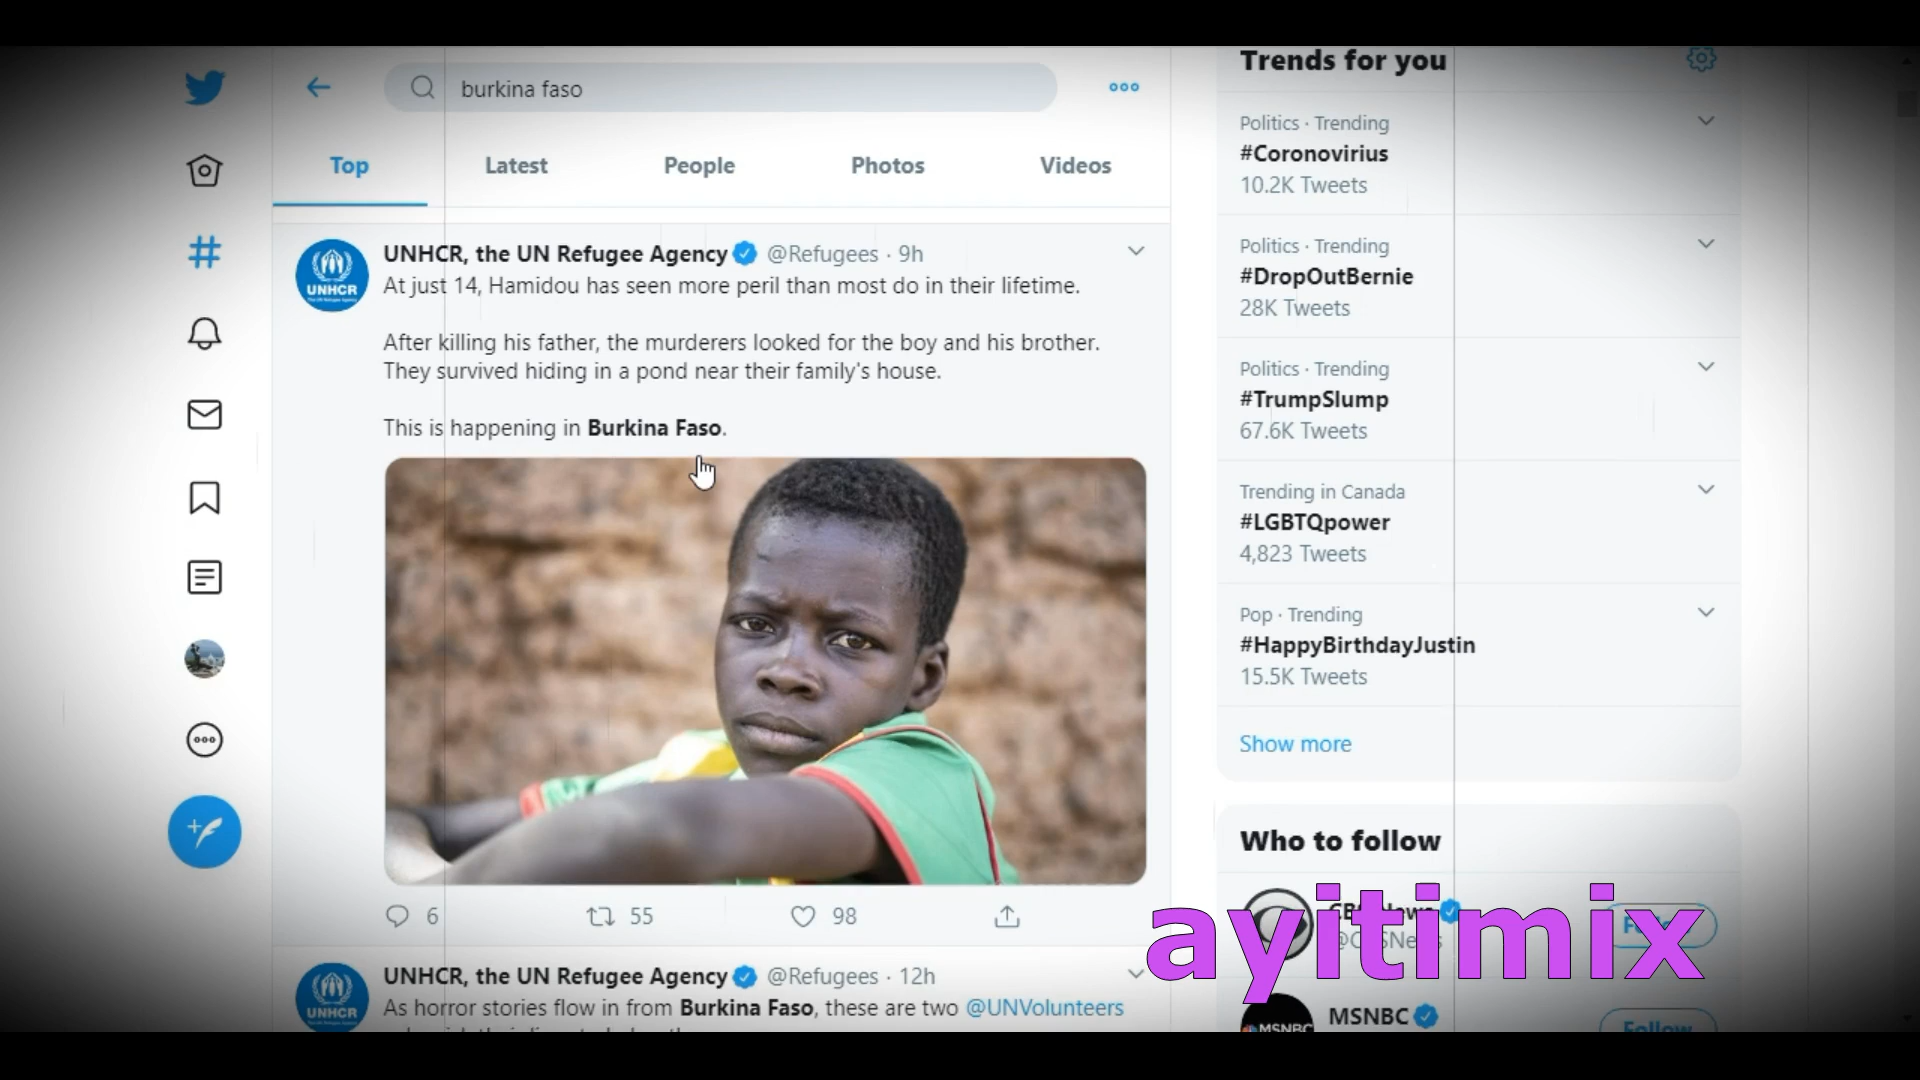 burkina faso
Top
Latest
People
Photos
Videos
UNHCR, the UN Refugee Agency @Refugees · 9h
At just 14, Hamidou has seen more peril than most do in their lifetime.
After killing his father, the murderers looked for the boy and his brother.
They survived hiding in a pond near their family's house.
This is happening in Burkina Faso.
6
55
98
UNHCR, the UN Refugee Agency @Refugees · 12h
As horror stories flow in from Burkina Faso, these are two @UNVolunteers
UNHCR
UNHCR
Trends for you
Politics · Trending
#Coronovirius
10.2K Tweets
Politics · Trending
#DropOutBernie
28K Tweets
Politics · Trending
#TrumpSlump
67.6K Tweets
Trending in Canada
#LGBTQpower
4,823 Tweets
Pop · Trending
#HappyBirthdayJustin
15.5K Tweets
Show more
Who to follow
ayitimix
MSNBC
MSNBC
Follow